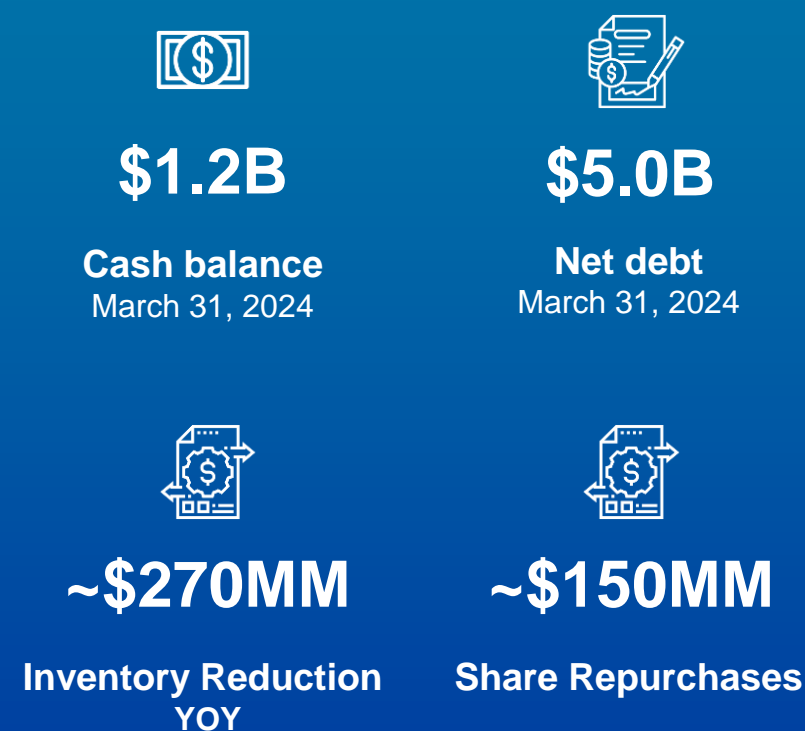 $1.2B
Cash balance
March 31, 2024
$5.0B
Net debt
March 31, 2024
~$270MM
Inventory Reduction
YOY
~$150MM
Share Repurchases